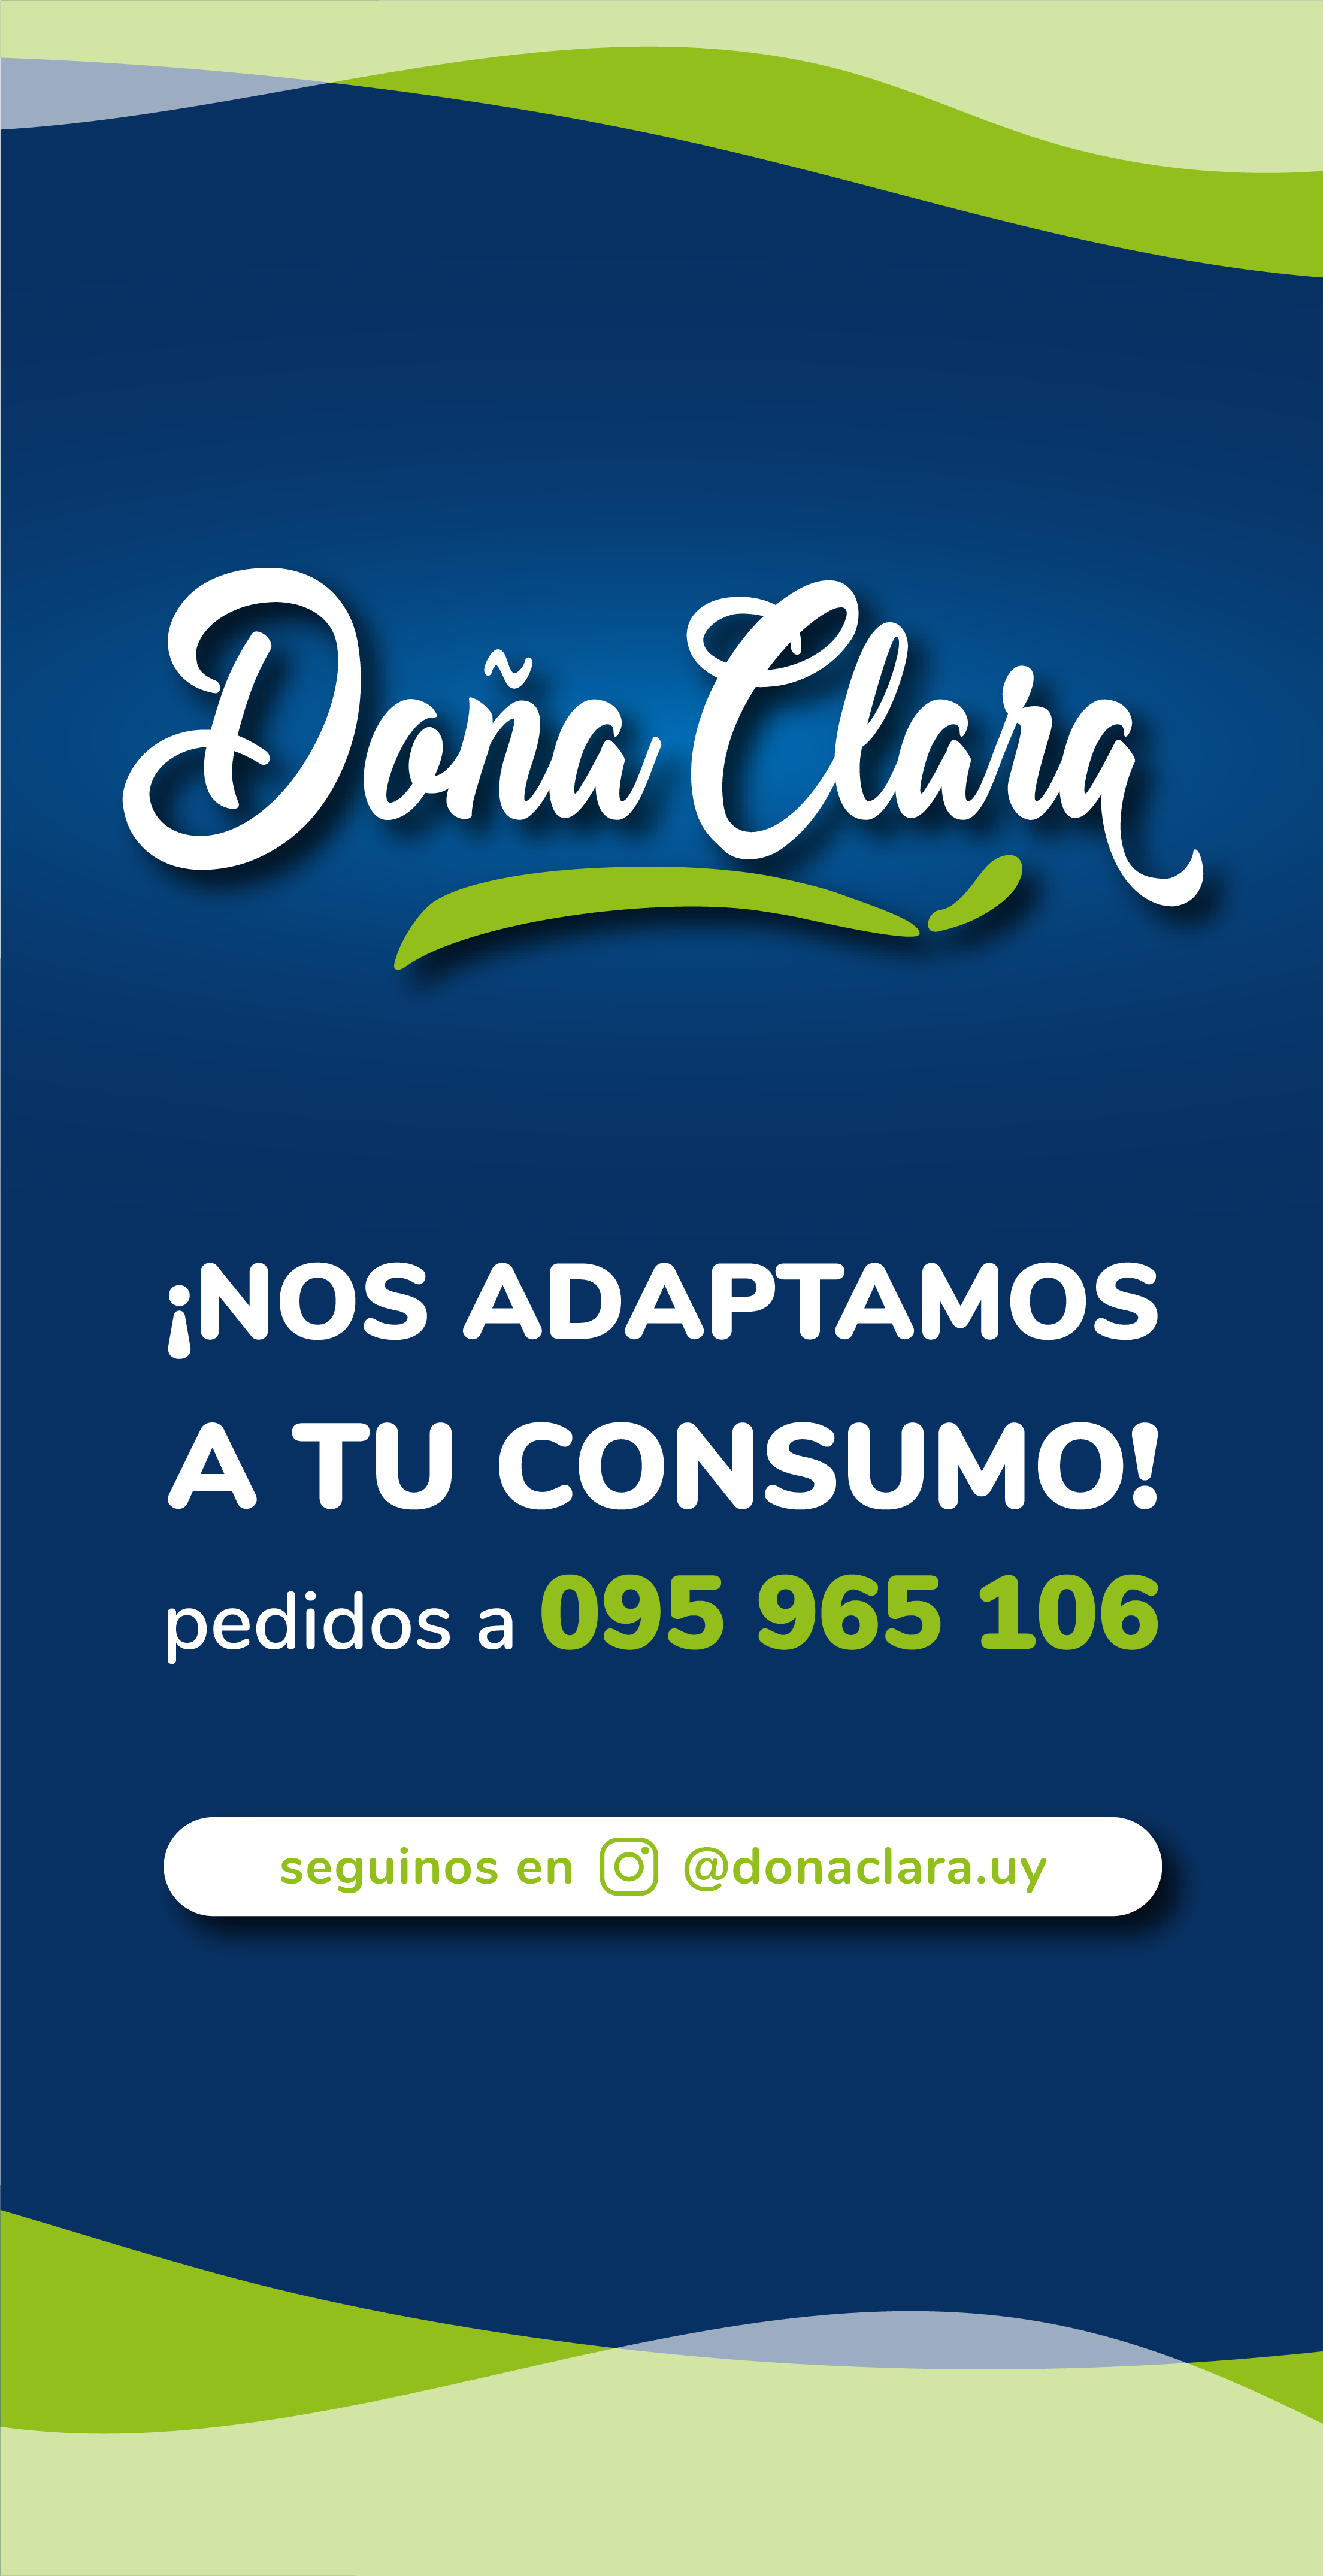 Doña Clara
¡NOS ADAPTAMOS
A TU CONSUMO!
pedidos a 095 965 106
seguinos en @donaclara.uy